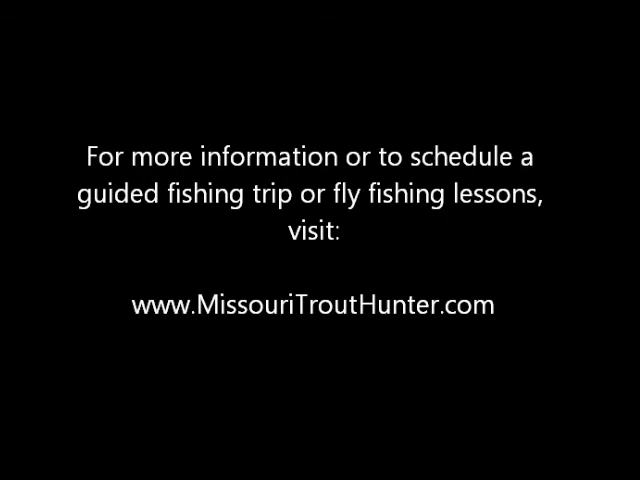 For more information or to schedule a
guided fishing trip or fly fishing lessons,
visit:
www.MissouriTroutHunter.com